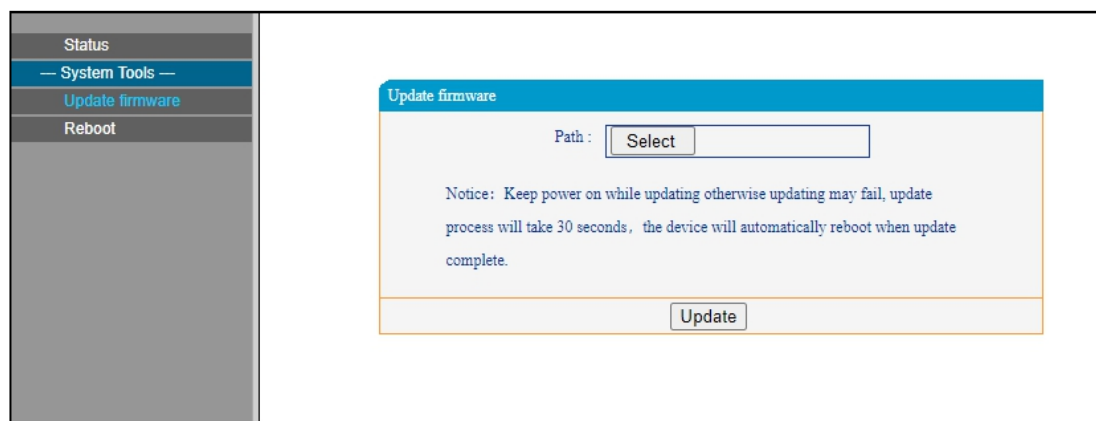 Status
— System Tools —
Update firmware
Reboot
Update firmware
Path : Select
Notice：Keep power on while updating otherwise updating may fail, update
process will take 30 seconds，the device will automatically reboot when update
complete.
Update